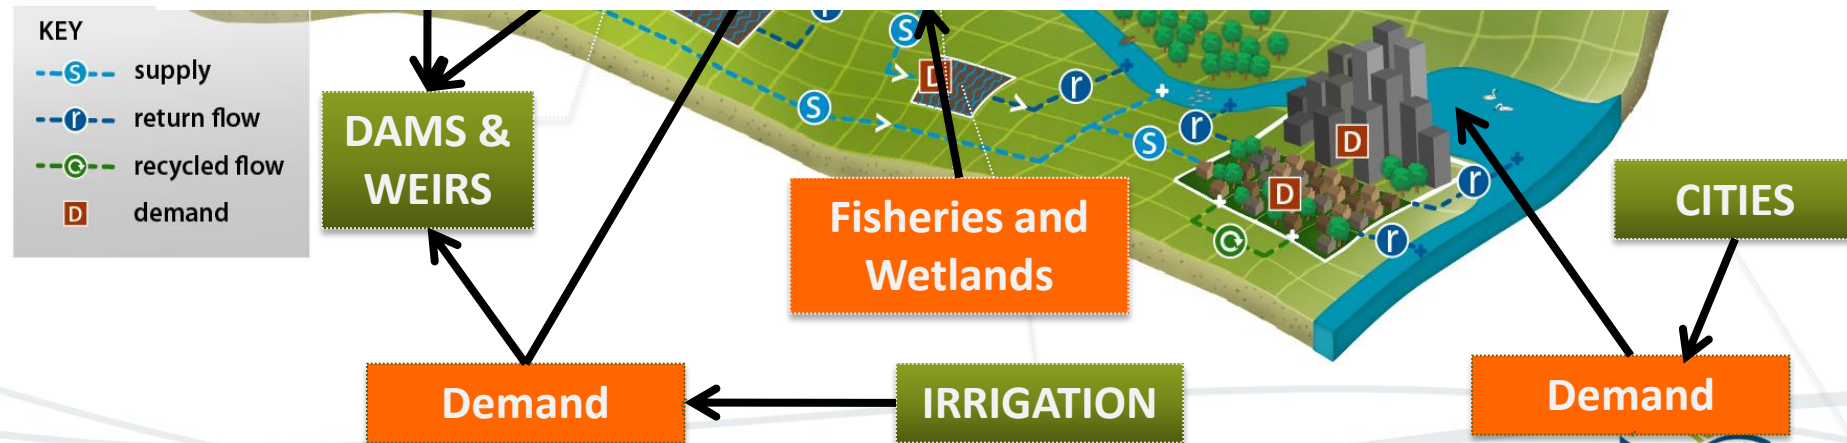 KEY
S supply
r return flow
recycled flow
D demand
DAMS &
WEIRS
r
S
D
r
S
r
S
D
D
r
r
Fisheries and
Wetlands
CITIES
Demand
IRRIGATION
Demand